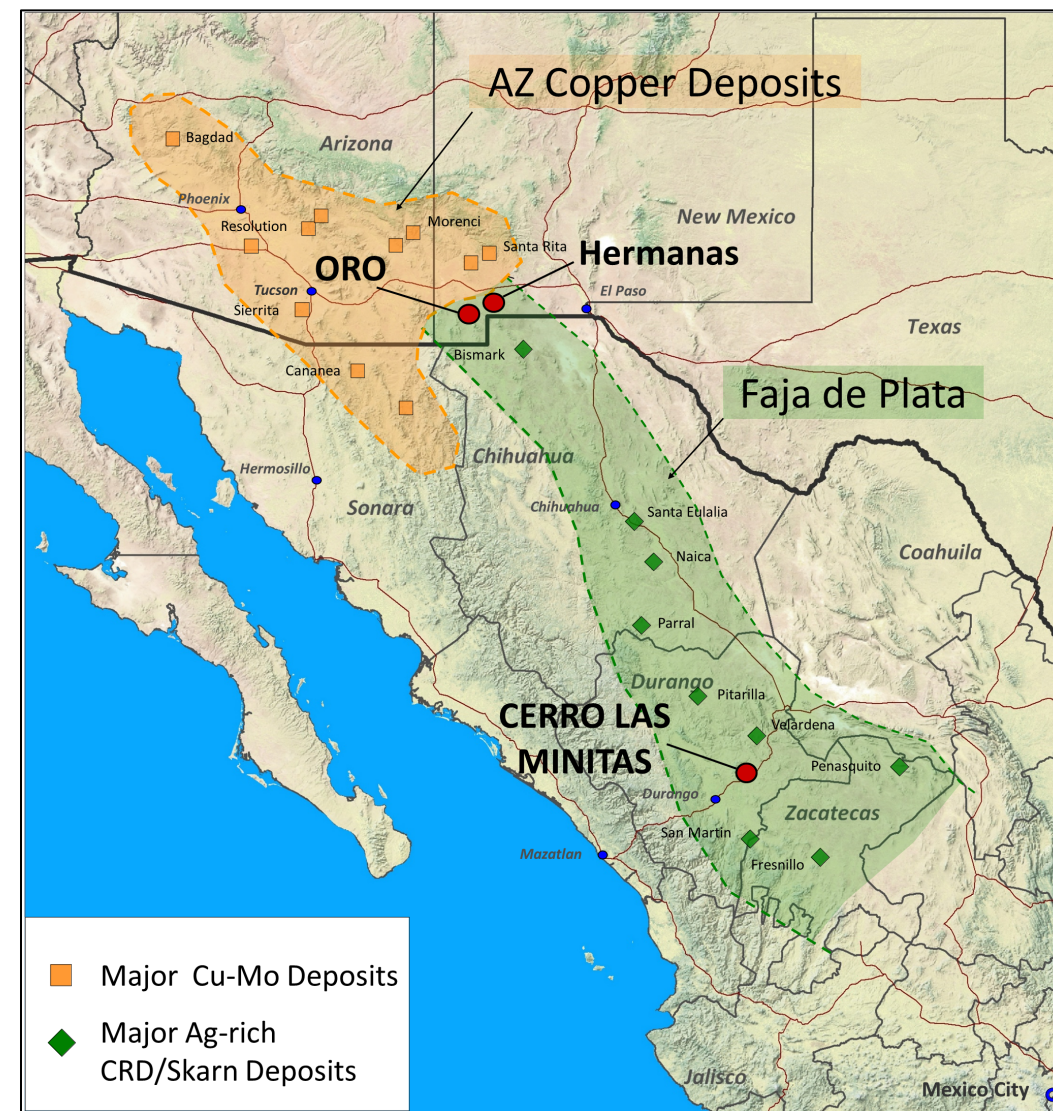 AZ Copper Deposits
Bagdad
Arizona
Phoenix
New Mexico
Resolution
Morenci
Santa Rita
Hermanas
ORO
Tucson
El Paso
Sierrita
Texas
Bismark
Cananea
Faja de Plata
Chihuahua
Hermosillo
Sonara
Chihuahua
Santa Eulalia
Naica
Coahuila
Parral
Durango
Pitarilla
CERRO LAS
MINITAS
Velardena
Penasquito
Durango
Zacatecas
San Martin
Mazatlan
Fresnillo
Major Cu-Mo Deposits
Major Ag-rich
CRD/Skarn Deposits
Jalisco
Mexico City